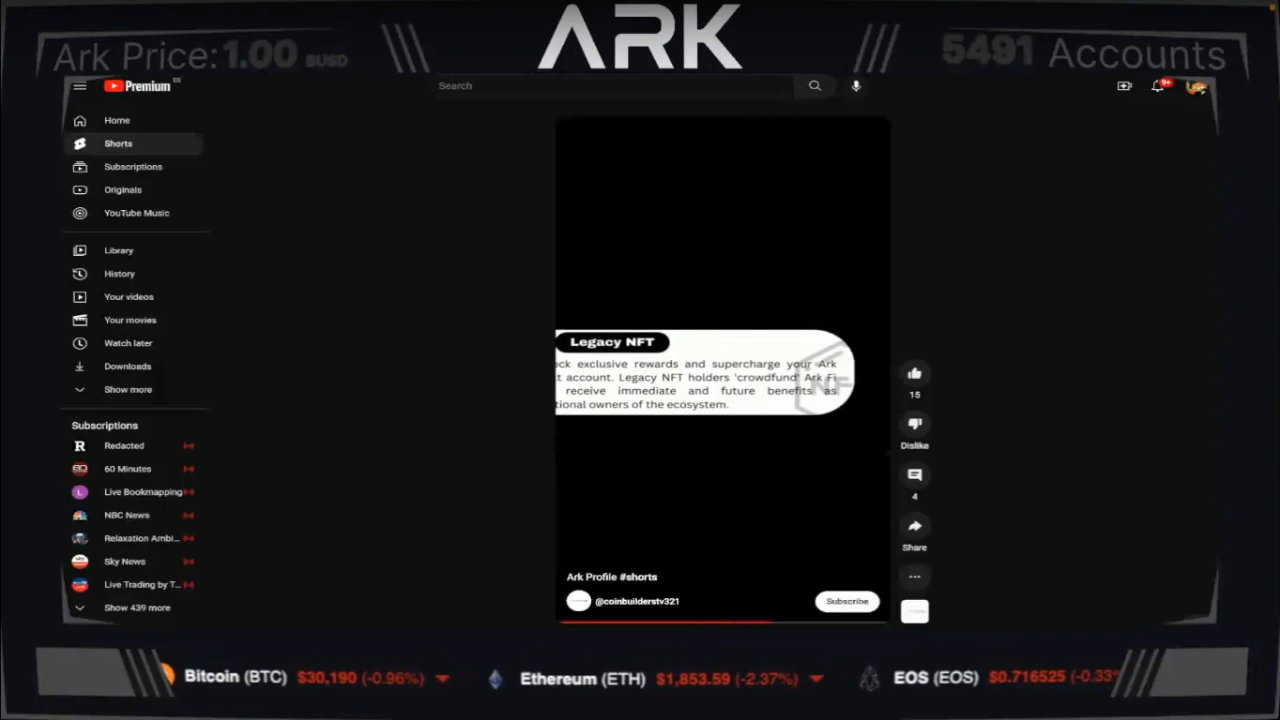 ARK
Ark Price:1.00 BUSD
5491 Accounts
Premium
Search
9+
Home
Shorts
Subscriptions
Originals
YouTube Music
Library
History
Your videos
Your movies
Watch later
Downloads
Show more
Subscriptions
Redacted
60 Minutes
Live Bookmapping
NBC News
Relaxation Ambi...
Sky News
Live Trading by T...
Show 439 more
Legacy NFT
ck exclusive rewards and supercharge your Ark
t account. Legacy NFT holders 'crowdfund' Ark Fi
receive immediate and future benefits as
tional owners of the ecosystem.
NF
15
Dislike
4
Share
Ark Profile #shorts
@coinbuilderstv321
Subscribe
Bitcoin (BTC) $30,190 (-0.96%)
Ethereum (ETH) $1,853.59 (-2.37%)
EOS (EOS) $0.716525 (-0.33%